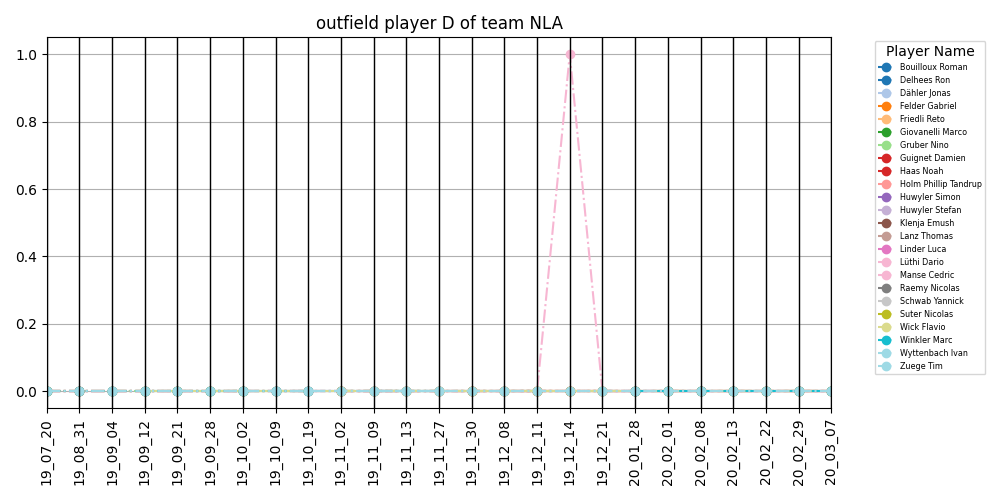 outfield player D of team NLA
1.0
0.8
0.6
0.4
0.2
0.0
19_07_20
19_08_31
19_09_04
19_09_12
19_09_21
19_09_28
19_10_02
19_10_09
19_10_19
19_11_02
19_11_09
19_11_13
19_11_27
19_11_30
19_12_08
19_12_11
19_12_14
19_12_21
20_01_28
20_02_01
20_02_08
20_02_13
20_02_22
20_02_29
20_03_07
Player Name
Bouilloux Roman
Delhees Ron
Dähler Jonas
Felder Gabriel
Friedli Reto
Giovanelli Marco
Gruber Nino
Guignet Damien
Haas Noah
Holm Phillip Tandrup
Huwyler Simon
Huwyler Stefan
Klenja Emush
Lanz Thomas
Linder Luca
Lüthi Dario
Manse Cedric
Raemy Nicolas
Schwab Yannick
Suter Nicolas
Wick Flavio
Winkler Marc
Wyttenbach Ivan
Zuege Tim